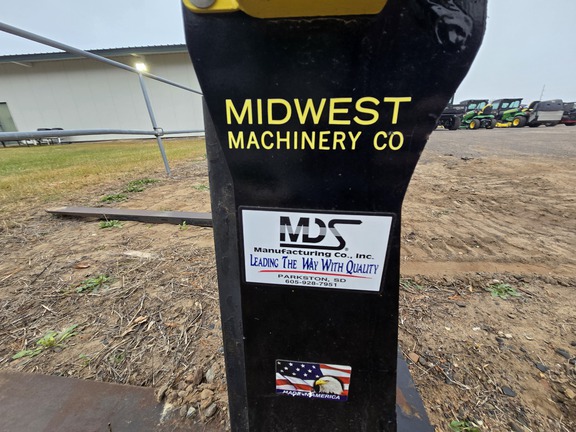 MIDWEST
MACHINERY CO
MDS
Manufacturing Co., Inc.
LEADING THE WAY WITH QUALITY
PARKSTON, SD
605-928-7951
MADE IN AMERICA